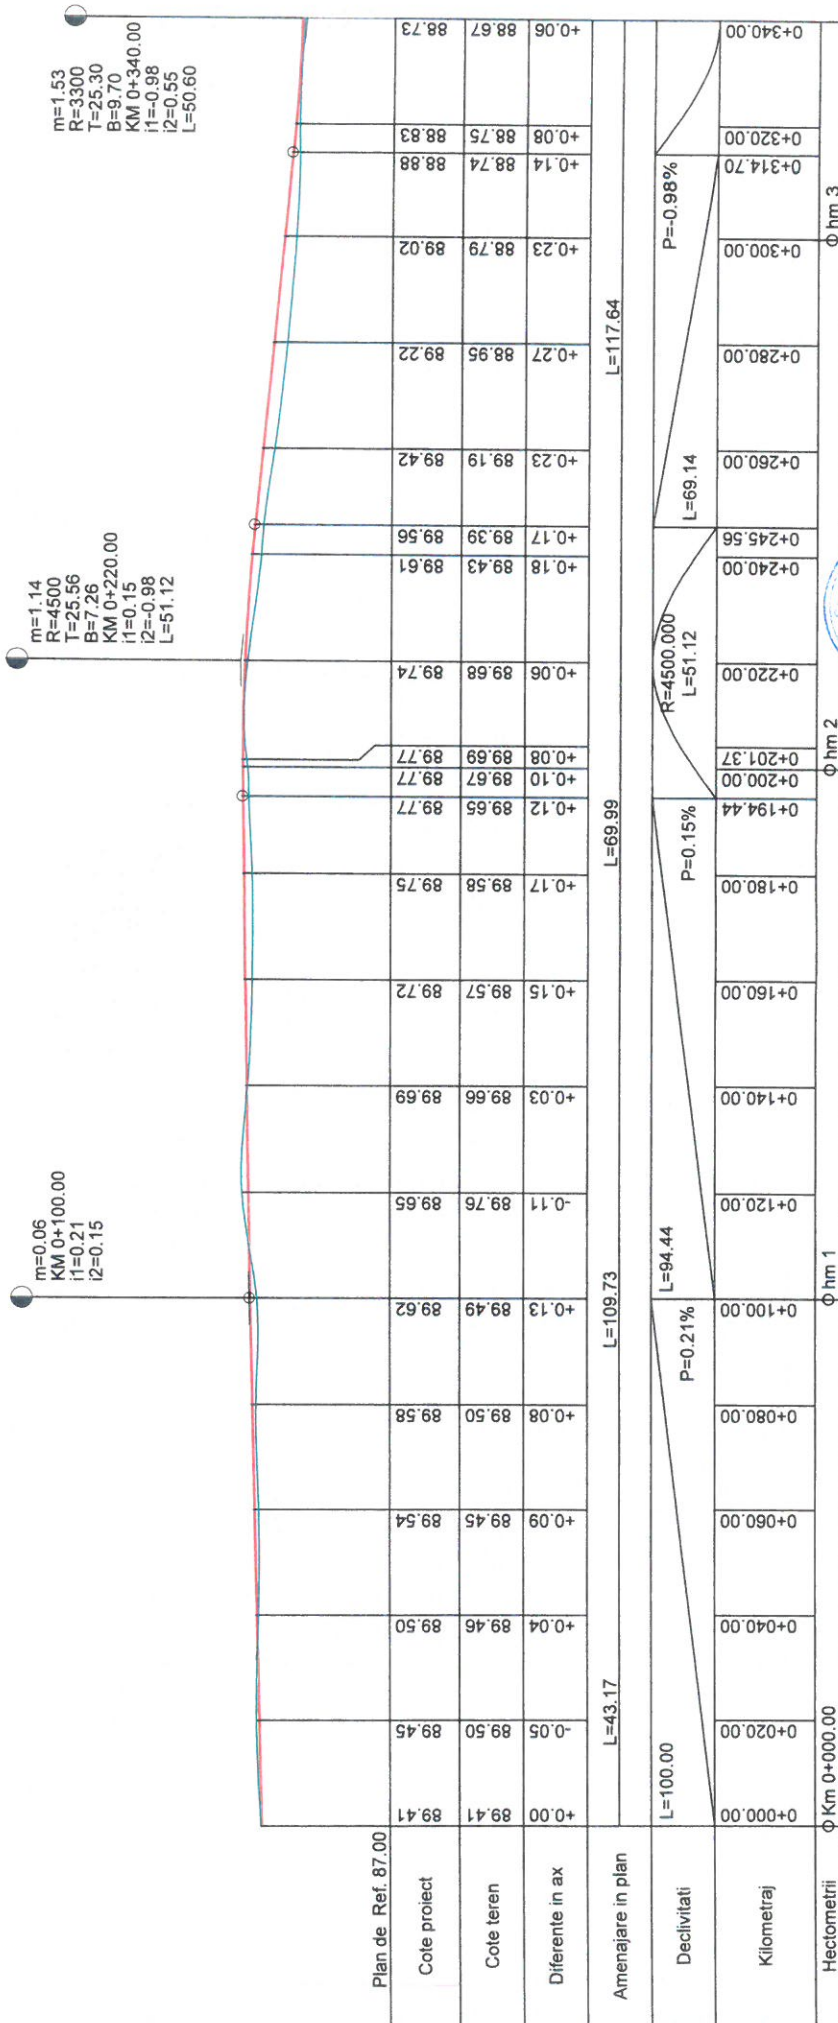 m=0.06
KM 0+100.00
i1=0.21
i2=0.15
m=1.14
R=4500
T=25.56
B=7.26
KM 0+220.00
i1=0.15
i2=-0.98
L=51.12
m=1.53
R=3300
T=25.30
B=9.70
KM 0+340.00
i1=-0.98
i2=0.55
L=50.60
Plan de Ref. 87.00
Cote proiect 89.41 89.45 89.50 89.54 89.58 89.62 89.65 89.69 89.72 89.75 89.77 89.77 89.77 89.74 89.61 89.56 89.42 89.22 89.02 88.88 88.83 88.73
Cote teren 89.41 89.50 89.46 89.45 89.50 89.49 89.76 89.66 89.57 89.58 89.65 89.67 89.69 89.68 89.43 89.39 89.19 88.95 88.79 88.74 88.75 88.67
Diferente in ax +0.00 -0.05 +0.04 +0.09 +0.08 +0.13 -0.11 +0.03 +0.15 +0.17 +0.12 +0.10 +0.08 +0.06 +0.18 +0.17 +0.23 +0.27 +0.23 +0.14 +0.08 +0.06
Amenajare in plan L=43.17 L=109.73 L=69.99 L=117.64
Declivitati L=100.00 P=0.21% L=94.44 P=0.15% R=4500.000 L=51.12 L=69.14 P=-0.98%
Kilometraj 0+000.00 0+020.00 0+040.00 0+060.00 0+080.00 0+100.00 0+120.00 0+140.00 0+160.00 0+180.00 0+194.44 0+200.00 0+201.37 0+220.00 0+240.00 0+245.56 0+260.00 0+280.00 0+300.00 0+314.70 0+320.00 0+340.00
Hectometrii Km 0+000.00 hm 1 hm 2 hm 3